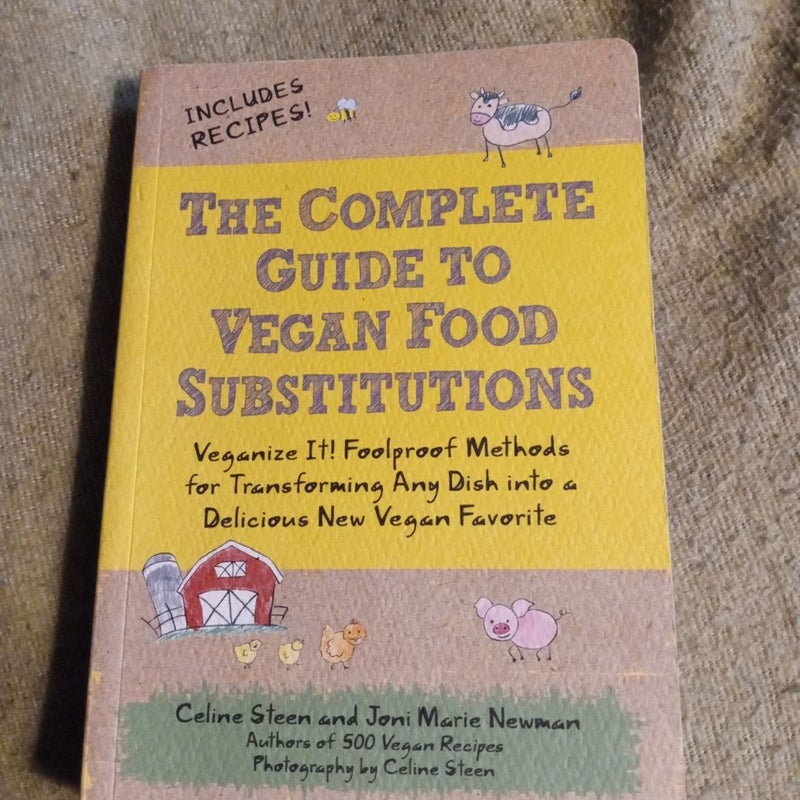 INCLUDES
RECIPES!
THE COMPLETE
GUIDE TO
VEGAN FOOD
SUBSTITUTIONS
Veganize It! Foolproof Methods
for Transforming Any Dish into a
Delicious New Vegan Favorite
Celine Steen and Joni Marie Newman
Authors of 500 Vegan Recipes
Photography by Celine Steen